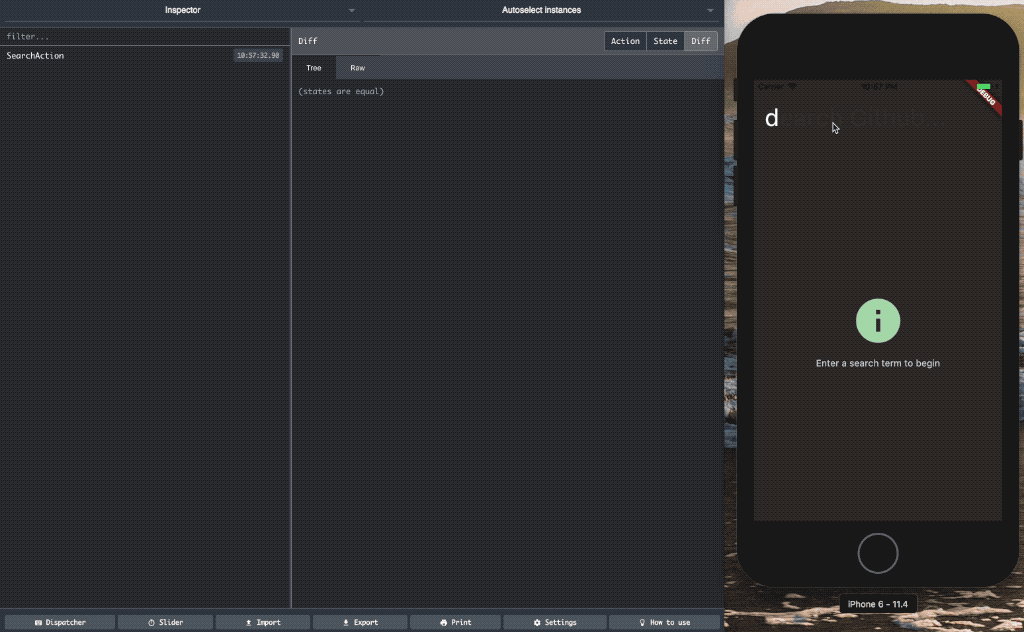 Inspector
Autoselect Instances
filter...
SearchAction 10:57:32.90
Diff
Action State Diff
Tree Raw
(states are equal)
Carrier 10:57 PM
DEBUG
d
Enter a search term to begin
Dispatcher Slider Import Export Print Settings How to use
iPhone 6 - 11.4